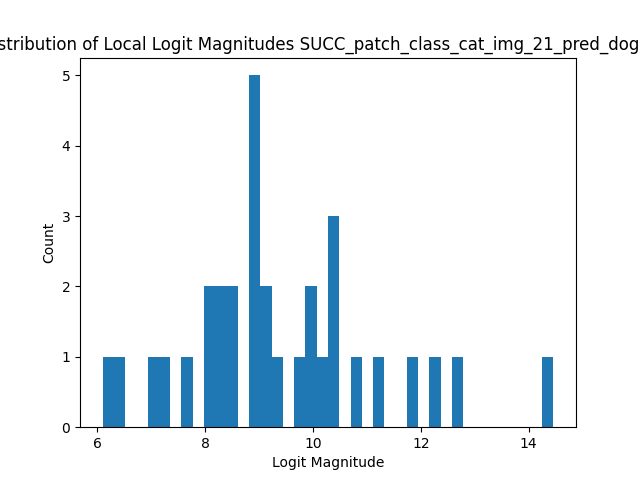 stribution of Local Logit Magnitudes SUCC_patch_class_cat_img_21_pred_dog
5
4
3
2
1
0
Count
6 8 10 12 14
Logit Magnitude